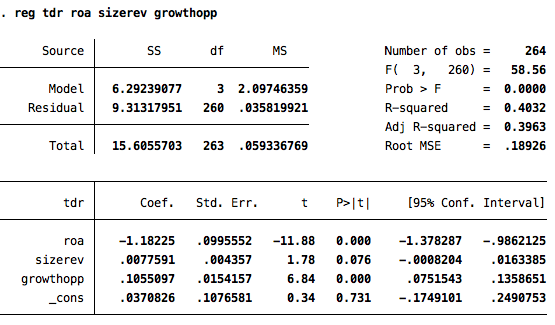 . reg tdr roa sizerev growthopp
Source SS df MS Number of obs = 264
F( 3, 260) = 58.56
Model 6.29239077 3 2.09746359 Prob > F = 0.0000
Residual 9.31317951 260 .035819921 R-squared = 0.4032
Adj R-squared = 0.3963
Total 15.6055703 263 .059336769 Root MSE = .18926
tdr Coef. Std. Err. t P>|t| [95% Conf. Interval]
roa -1.18225 .0995552 -11.88 0.000 -1.378287 -.9862125
sizerev .0077591 .004357 1.78 0.076 -.0008204 .0163385
growthopp .1055097 .0154157 6.84 0.000 .0751543 .1358651
_cons .0370826 .1076581 0.34 0.731 -.1749101 .2490753